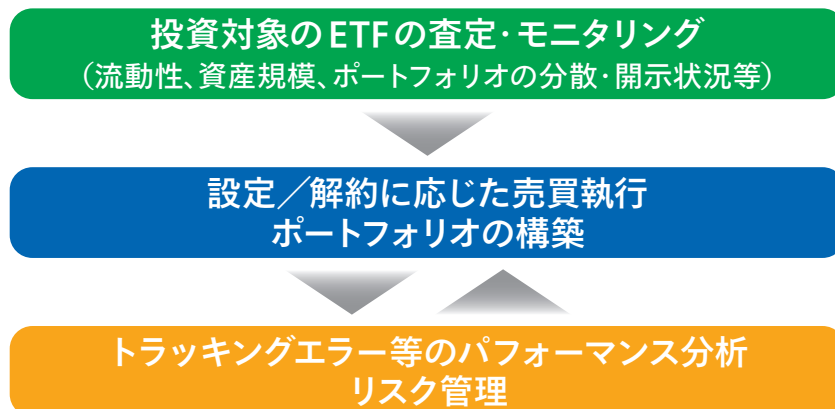 投資対象のETFの査定・モニタリング
（流動性、資産規模、ポートフォリオの分散・開示状況等）
設定／解約に応じた売買執行
ポートフォリオの構築
トラッキングエラー等のパフォーマンス分析
リスク管理